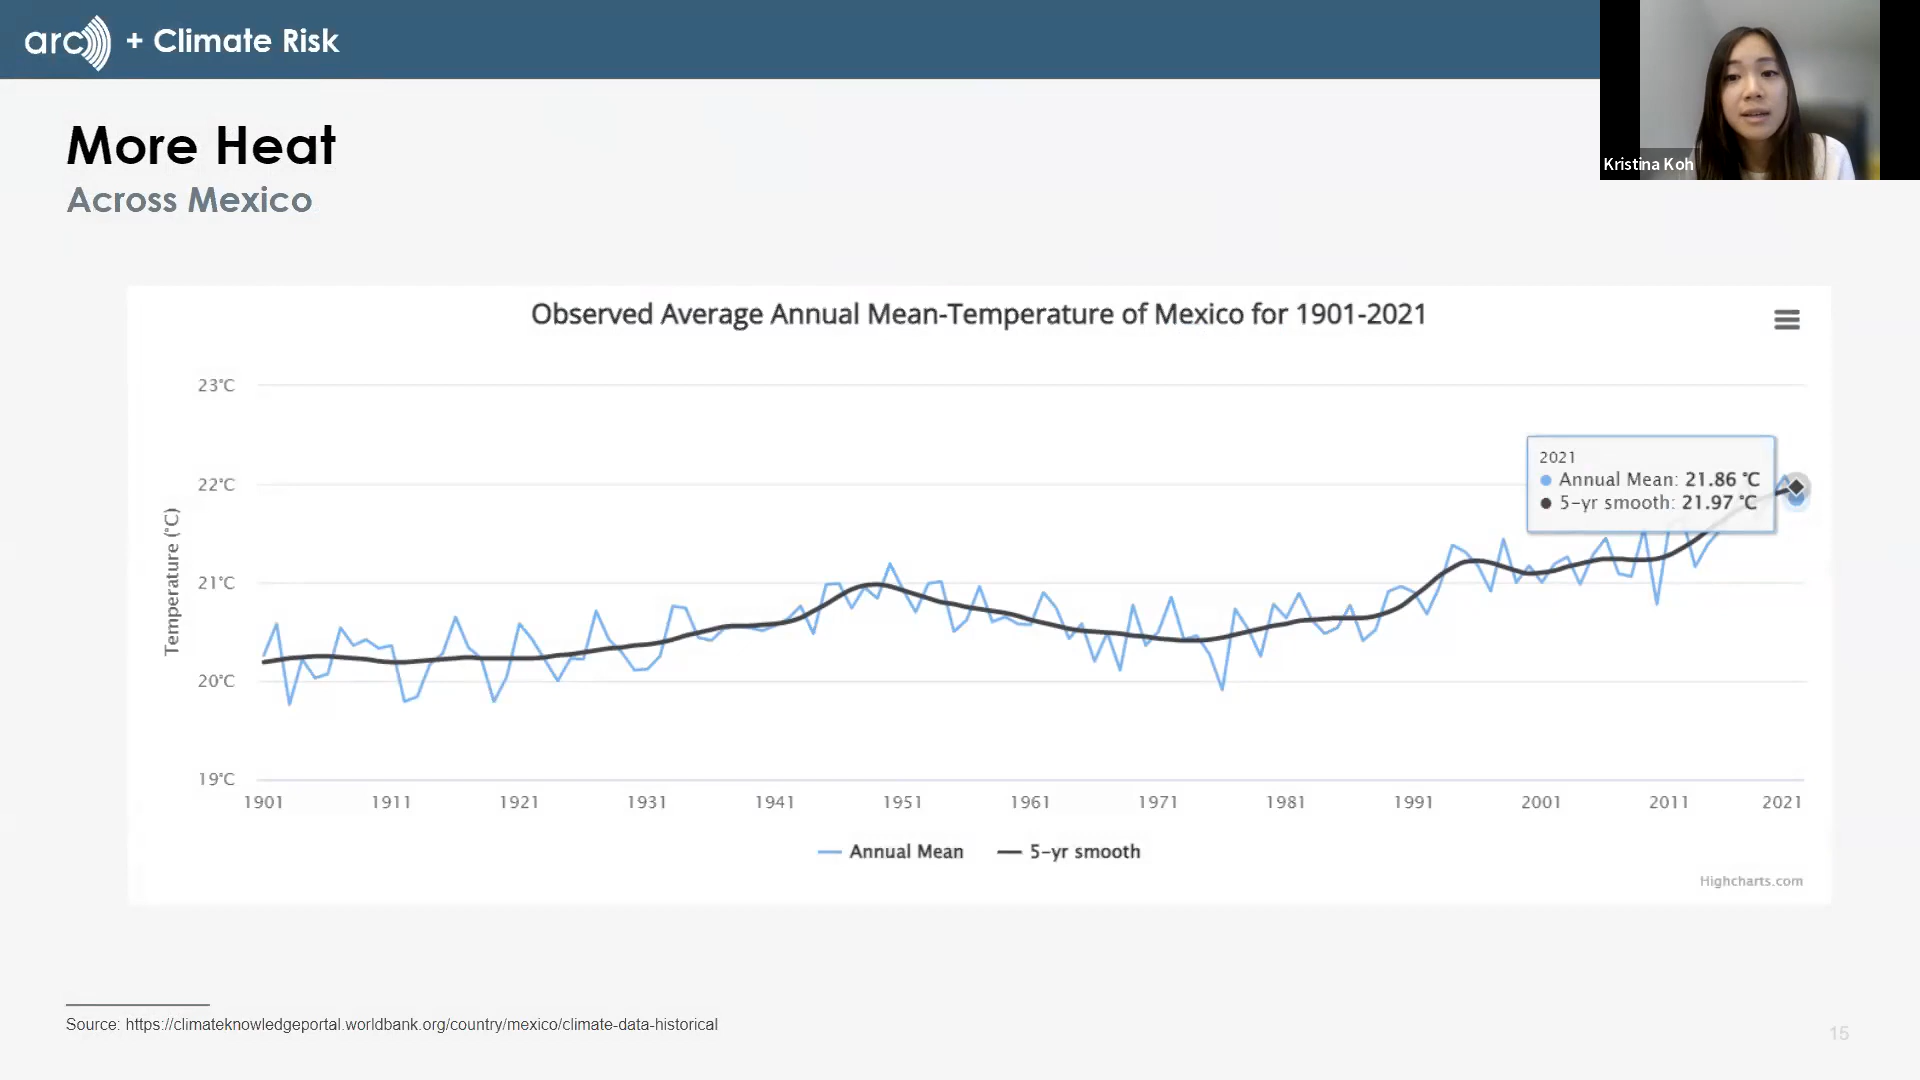 arc + Climate Risk
Kristina Koh
More Heat
Across Mexico
Observed Average Annual Mean-Temperature of Mexico for 1901-2021
Temperature (°C)
23°C
22°C
21°C
20°C
19°C
2021
Annual Mean: 21.86 °C
5-yr smooth: 21.97 °C
1901 1911 1921 1931 1941 1951 1961 1971 1981 1991 2001 2011 2021
Annual Mean 5-yr smooth
Highcharts.com
Source: https://climateknowledgeportal.worldbank.org/country/mexico/climate-data-historical
15